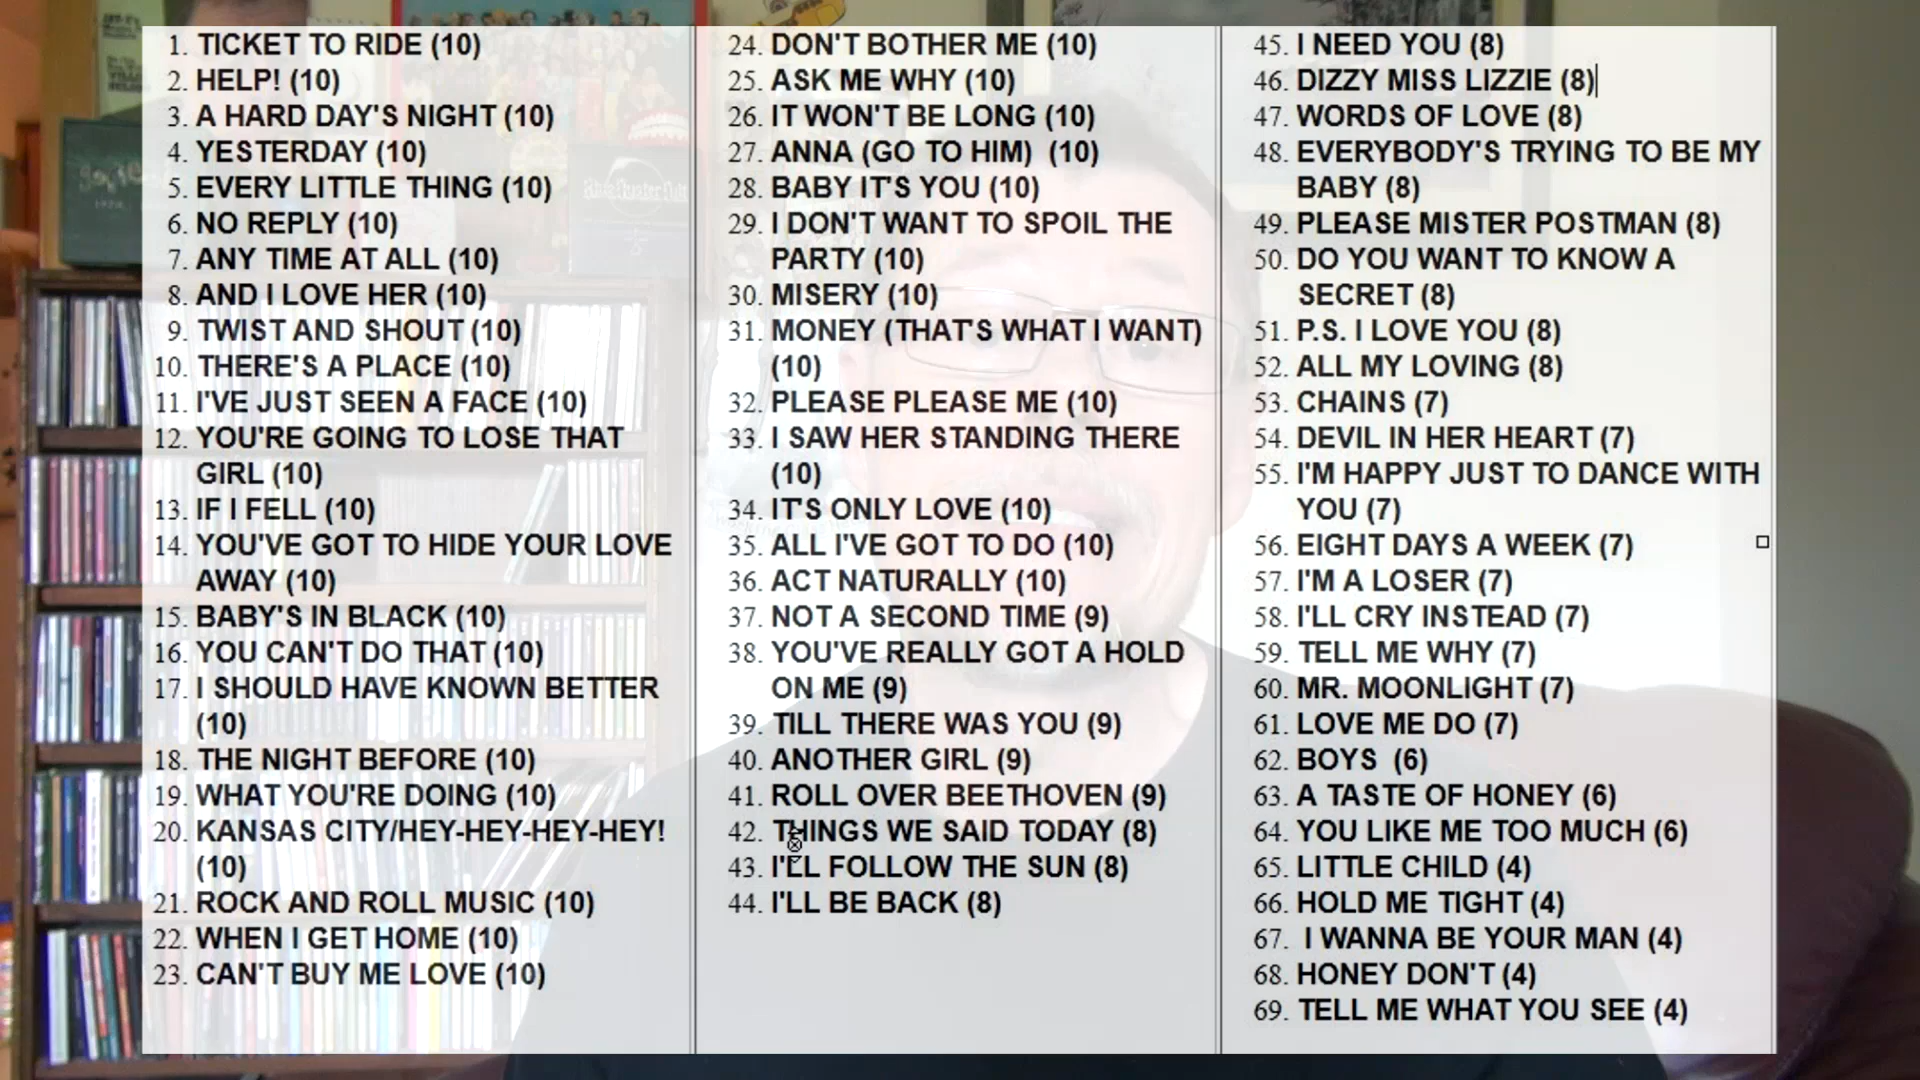 1. TICKET TO RIDE (10)
2. HELP! (10)
3. A HARD DAY'S NIGHT (10)
4. YESTERDAY (10)
5. EVERY LITTLE THING (10)
6. NO REPLY (10)
7. ANY TIME AT ALL (10)
8. AND I LOVE HER (10)
9. TWIST AND SHOUT (10)
10. THERE'S A PLACE (10)
11. I'VE JUST SEEN A FACE (10)
12. YOU'RE GOING TO LOSE THAT
GIRL (10)
13. IF I FELL (10)
14. YOU'VE GOT TO HIDE YOUR LOVE
AWAY (10)
15. BABY'S IN BLACK (10)
16. YOU CAN'T DO THAT (10)
17. I SHOULD HAVE KNOWN BETTER
(10)
18. THE NIGHT BEFORE (10)
19. WHAT YOU'RE DOING (10)
20. KANSAS CITY/HEY-HEY-HEY-HEY!
(10)
21. ROCK AND ROLL MUSIC (10)
22. WHEN I GET HOME (10)
23. CAN'T BUY ME LOVE (10)
24. DON'T BOTHER ME (10)
25. ASK ME WHY (10)
26. IT WON'T BE LONG (10)
27. ANNA (GO TO HIM) (10)
28. BABY IT'S YOU (10)
29. I DON'T WANT TO SPOIL THE
PARTY (10)
30. MISERY (10)
31. MONEY (THAT'S WHAT I WANT)
(10)
32. PLEASE PLEASE ME (10)
33. I SAW HER STANDING THERE
(10)
34. IT'S ONLY LOVE (10)
35. ALL I'VE GOT TO DO (10)
36. ACT NATURALLY (10)
37. NOT A SECOND TIME (9)
38. YOU'VE REALLY GOT A HOLD
ON ME (9)
39. TILL THERE WAS YOU (9)
40. ANOTHER GIRL (9)
41. ROLL OVER BEETHOVEN (9)
42. THINGS WE SAID TODAY (8)
43. I'LL FOLLOW THE SUN (8)
44. I'LL BE BACK (8)
45. I NEED YOU (8)
46. DIZZY MISS LIZZIE (8)
47. WORDS OF LOVE (8)
48. EVERYBODY'S TRYING TO BE MY
BABY (8)
49. PLEASE MISTER POSTMAN (8)
50. DO YOU WANT TO KNOW A
SECRET (8)
51. P.S. I LOVE YOU (8)
52. ALL MY LOVING (8)
53. CHAINS (7)
54. DEVIL IN HER HEART (7)
55. I'M HAPPY JUST TO DANCE WITH
YOU (7)
56. EIGHT DAYS A WEEK (7)
57. I'M A LOSER (7)
58. I'LL CRY INSTEAD (7)
59. TELL ME WHY (7)
60. MR. MOONLIGHT (7)
61. LOVE ME DO (7)
62. BOYS (6)
63. A TASTE OF HONEY (6)
64. YOU LIKE ME TOO MUCH (6)
65. LITTLE CHILD (4)
66. HOLD ME TIGHT (4)
67. I WANNA BE YOUR MAN (4)
68. HONEY DON'T (4)
69. TELL ME WHAT YOU SEE (4)